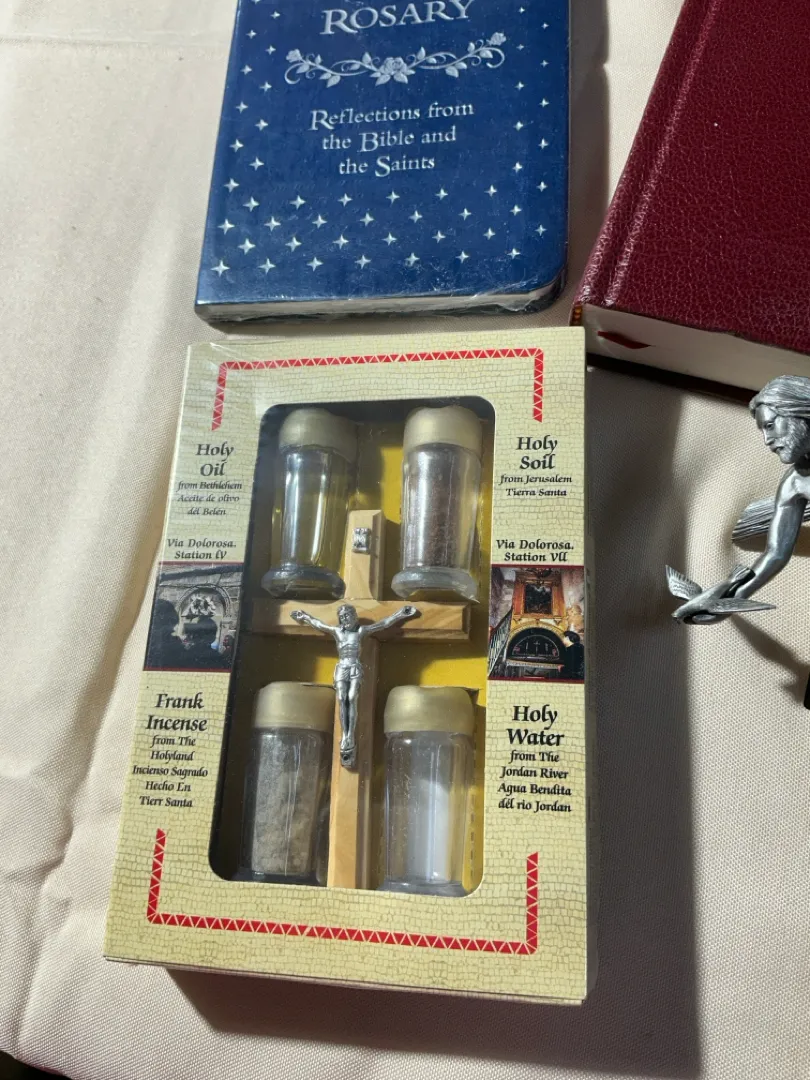 ROSARY
Reflections from
the Bible and
the Saints
Holy
Oil
from Bethlehem
Aceite de olivo
del Belén
Via Dolorosa.
Station IV
Frank
Incense
from The
Holyland
Incienso Sagrado
Hecho En
Tierr Santa
Holy
Soil
from Jerusalem
Tierra Santa
Via Dolorosa.
Station VII
Holy
Water
from The
Jordan River
Agua Bendita
del rio Jordan